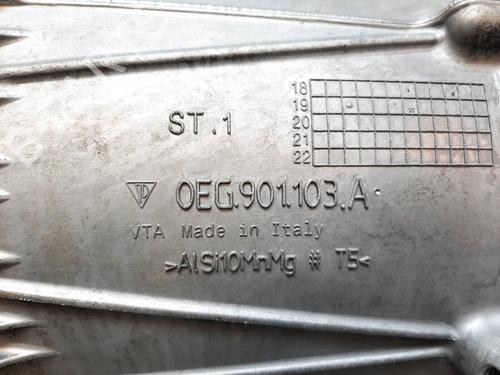 18
19
20
21
22
ST.1
0EG.901.103.A
VTA Made in Italy
>AlSi10MnMg # T5<